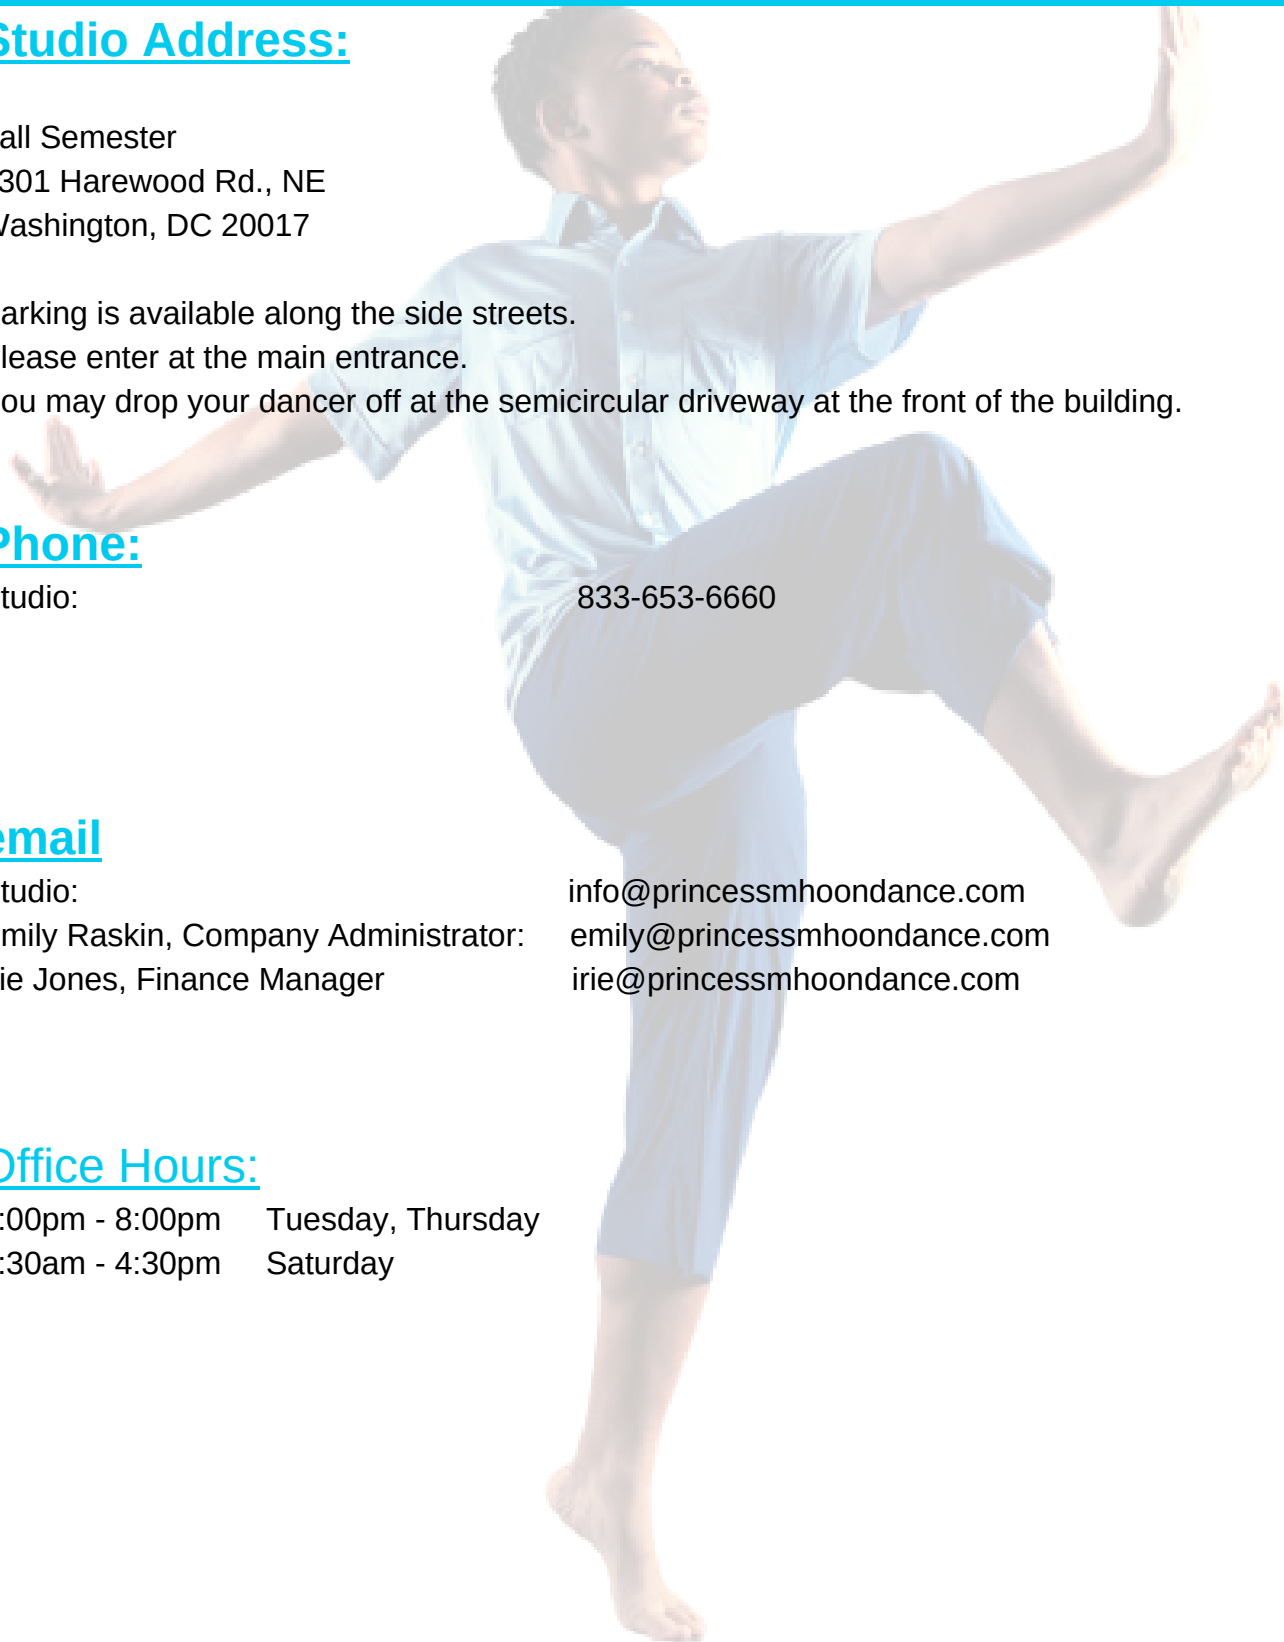 Studio Address:
all Semester
301 Harewood Rd., NE
Washington, DC 20017
arking is available along the side streets.
lease enter at the main entrance.
ou may drop your dancer off at the semicircular driveway at the front of the building.
Phone:
tudio: 833-653-6660
email
tudio: info@princessmhoondance.com
mily Raskin, Company Administrator: emily@princessmhoondance.com
ie Jones, Finance Manager irie@princessmhoondance.com
Office Hours:
:00pm - 8:00pm Tuesday, Thursday
:30am - 4:30pm Saturday